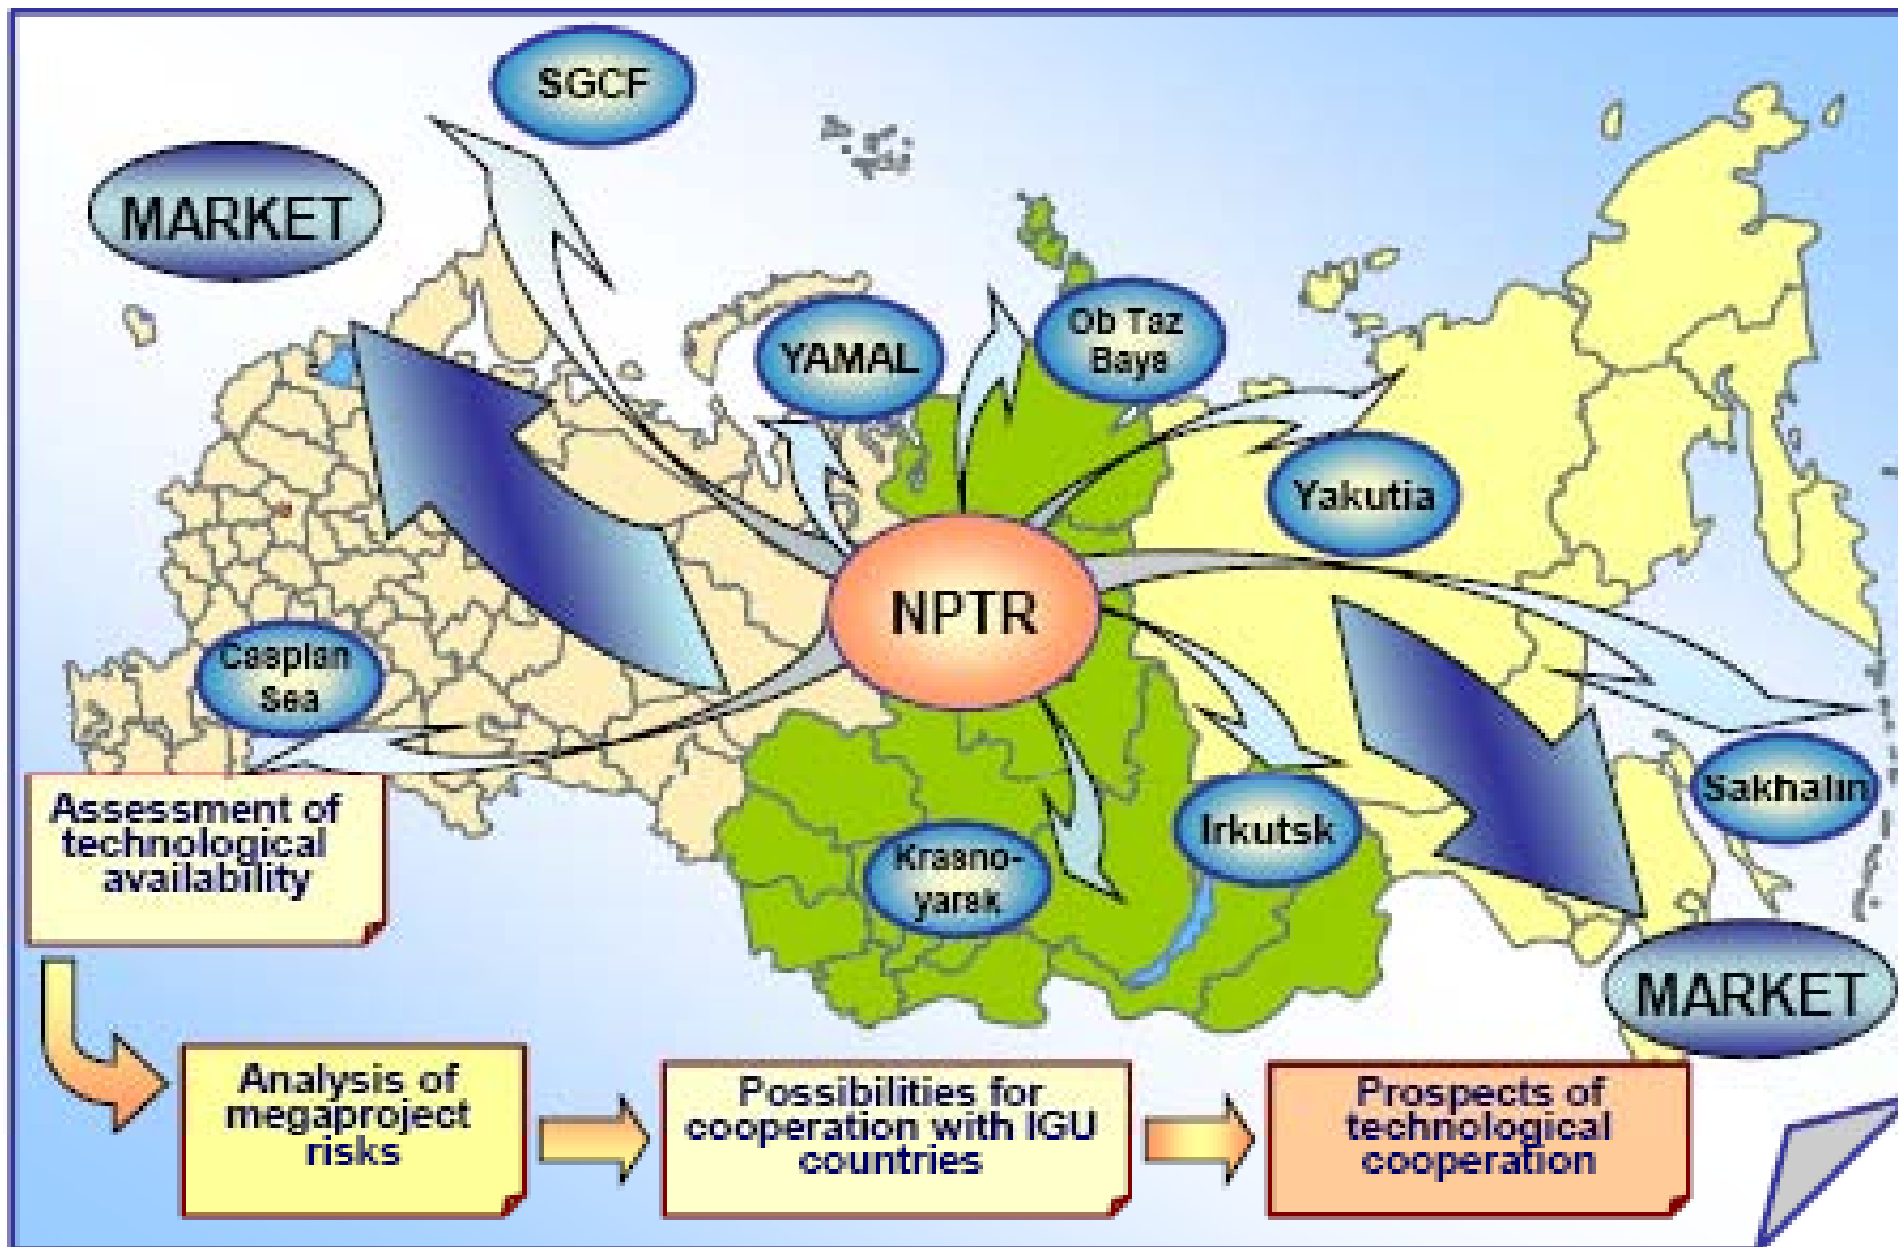 SGCF
MARKET
YAMAL
Ob Taz
Bays
Yakutia
NPTR
Caspian
Sea
Sakhalin
Irkutsk
Krasno-
yarsk
MARKET
Assessment of
technological
availability
Analysis of
megaproject
risks
Possibilities for
cooperation with IGU
countries
Prospects of
technological
cooperation